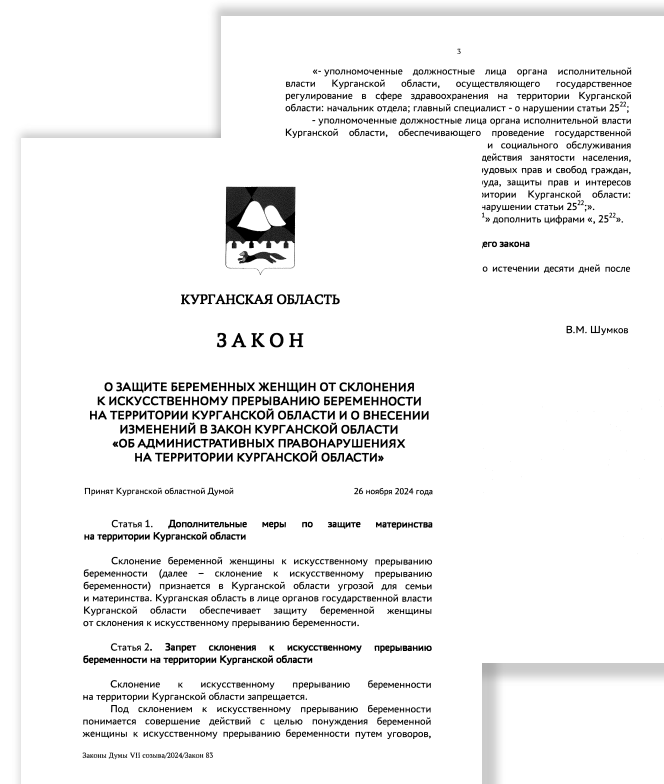 3
«- уполномоченные должностные лица органа исполнительной
власти Курганской области, осуществляющего государственное
регулирование в сфере здравоохранения на территории Курганской
области: начальник отдела; главный специалист - о нарушении статьи 25²²;
- уполномоченные должностные лица органа исполнительной власти
Курганской области, обеспечивающего проведение государственной
и социального обслуживания
действия занятости населения,
рудовых прав и свобод граждан,
руда, защиты прав и интересов
ритории Курганской области:
нарушении статьи 25²²;».
¹» дополнить цифрами «, 25²²».
его закона
о истечении десяти дней после
В.М. Шумков
КУРГАНСКАЯ ОБЛАСТЬ
ЗАКОН
О ЗАЩИТЕ БЕРЕМЕННЫХ ЖЕНЩИН ОТ СКЛОНЕНИЯ
К ИСКУССТВЕННОМУ ПРЕРЫВАНИЮ БЕРЕМЕННОСТИ
НА ТЕРРИТОРИИ КУРГАНСКОЙ ОБЛАСТИ И О ВНЕСЕНИИ
ИЗМЕНЕНИЙ В ЗАКОН КУРГАНСКОЙ ОБЛАСТИ
«ОБ АДМИНИСТРАТИВНЫХ ПРАВОНАРУШЕНИЯХ
НА ТЕРРИТОРИИ КУРГАНСКОЙ ОБЛАСТИ»
Принят Курганской областной Думой 26 ноября 2024 года
Статья 1. Дополнительные меры по защите материнства
на территории Курганской области
Склонение беременной женщины к искусственному прерыванию
беременности (далее – склонение к искусственному прерыванию
беременности) признается в Курганской области угрозой для семьи
и материнства. Курганская область в лице органов государственной власти
Курганской области обеспечивает защиту беременной женщины
от склонения к искусственному прерыванию беременности.
Статья 2. Запрет склонения к искусственному прерыванию
беременности на территории Курганской области
Склонение к искусственному прерыванию беременности
на территории Курганской области запрещается.
Под склонением к искусственному прерыванию беременности
понимается совершение действий с целью понуждения беременной
женщины к искусственному прерыванию беременности путем уговоров,
Законы Думы VII созыва/2024/Закон 83